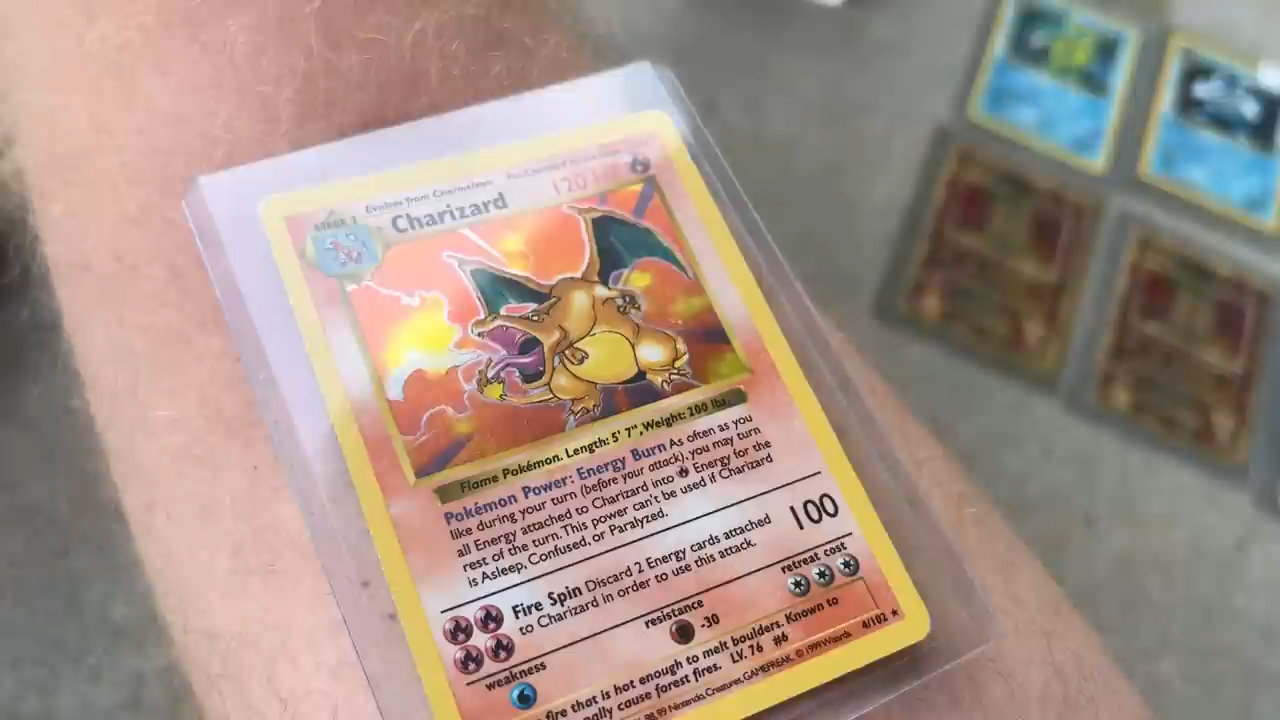 Evolves from Charmeleon
STAGE 2
Charizard
120
Flame Pokémon. Length: 5' 7", Weight: 200 lbs.
Pokémon Power: Energy Burn As often as you
like during your turn (before your attack), you may turn
all Energy attached to Charizard into Energy for the
rest of the turn. This power can't be used if Charizard
is Asleep, Confused, or Paralyzed.
Fire Spin Discard 2 Energy cards attached
to Charizard in order to use this attack.
100
weakness
resistance
-30
retreat cost
fire that is hot enough to melt boulders. Known to
cause forest fires. LV. 76 #6
98, 99 Nintendo, Creatures, GAMEFREAK. © 1999 Wizards.
4/102 ★